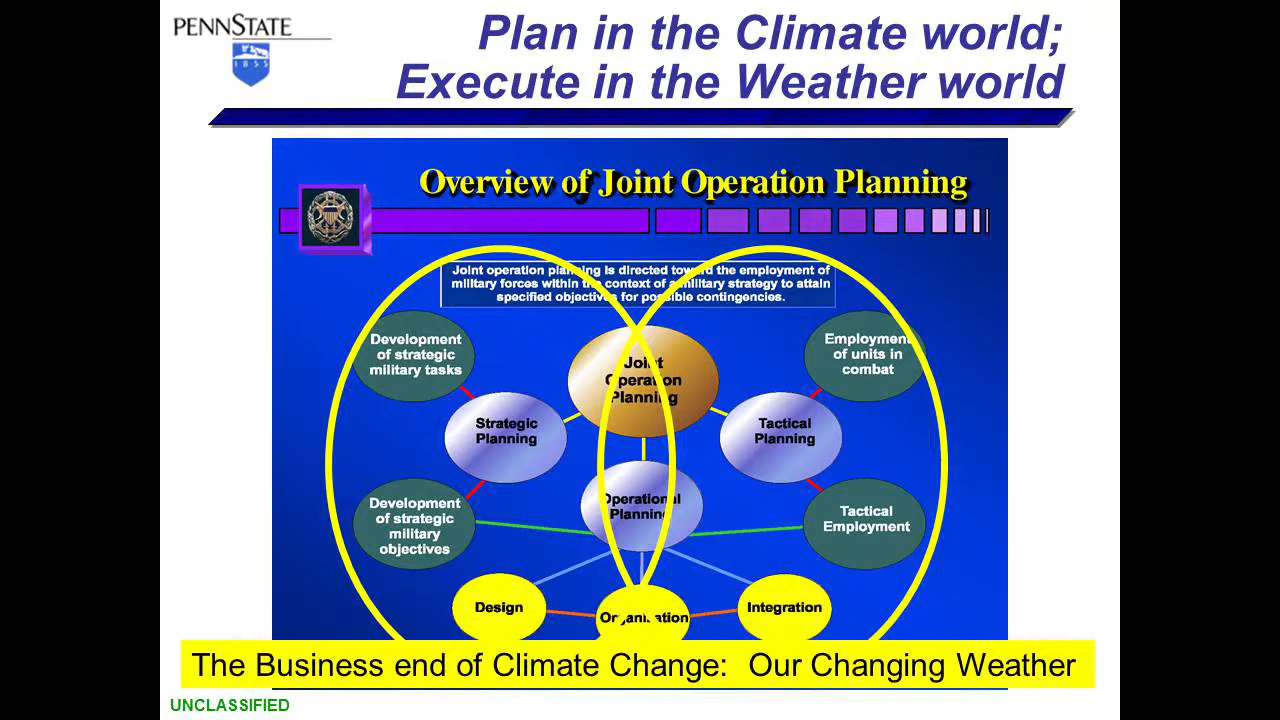 PENNSTATE
1855
Plan in the Climate world;
Execute in the Weather world
Overview of Joint Operation Planning
Joint operation planning is directed toward the employment of
military forces within the context of a military strategy to attain
specified objectives for possible contingencies.
Development
of strategic
military tasks
Joint
Operation
Planning
Employment
of units in
combat
Strategic
Planning
Tactical
Planning
Development
of strategic
military
objectives
Operational
Planning
Tactical
Employment
Design
Organization
Integration
The Business end of Climate Change: Our Changing Weather
UNCLASSIFIED